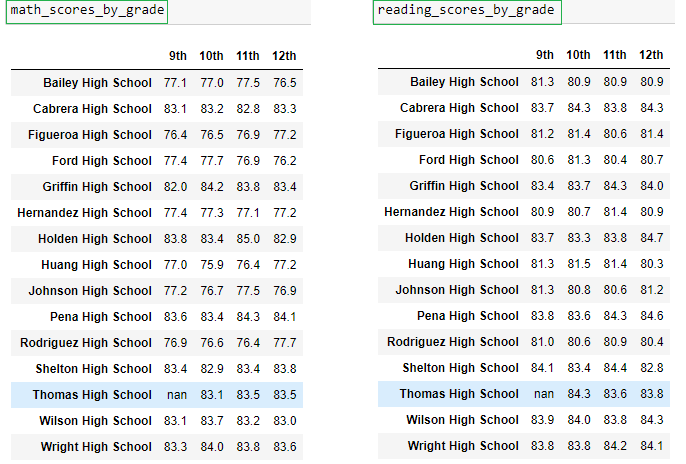 math_scores_by_grade
9th 10th 11th 12th
Bailey High School 77.1 77.0 77.5 76.5
Cabrera High School 83.1 83.2 82.8 83.3
Figueroa High School 76.4 76.5 76.9 77.2
Ford High School 77.4 77.7 76.9 76.2
Griffin High School 82.0 84.2 83.8 83.4
Hernandez High School 77.4 77.3 77.1 77.2
Holden High School 83.8 83.4 85.0 82.9
Huang High School 77.0 75.9 76.4 77.2
Johnson High School 77.2 76.7 77.5 76.9
Pena High School 83.6 83.4 84.3 84.1
Rodriguez High School 76.9 76.6 76.4 77.7
Shelton High School 83.4 82.9 83.4 83.8
Thomas High School nan 83.1 83.5 83.5
Wilson High School 83.1 83.7 83.2 83.0
Wright High School 83.3 84.0 83.8 83.6
reading_scores_by_grade
9th 10th 11th 12th
Bailey High School 81.3 80.9 80.9 80.9
Cabrera High School 83.7 84.3 83.8 84.3
Figueroa High School 81.2 81.4 80.6 81.4
Ford High School 80.6 81.3 80.4 80.7
Griffin High School 83.4 83.7 84.3 84.0
Hernandez High School 80.9 80.7 81.4 80.9
Holden High School 83.7 83.3 83.8 84.7
Huang High School 81.3 81.5 81.4 80.3
Johnson High School 81.3 80.8 80.6 81.2
Pena High School 83.8 83.6 84.3 84.6
Rodriguez High School 81.0 80.6 80.9 80.4
Shelton High School 84.1 83.4 84.4 82.8
Thomas High School nan 84.3 83.6 83.8
Wilson High School 83.9 84.0 83.8 84.3
Wright High School 83.8 83.8 84.2 84.1